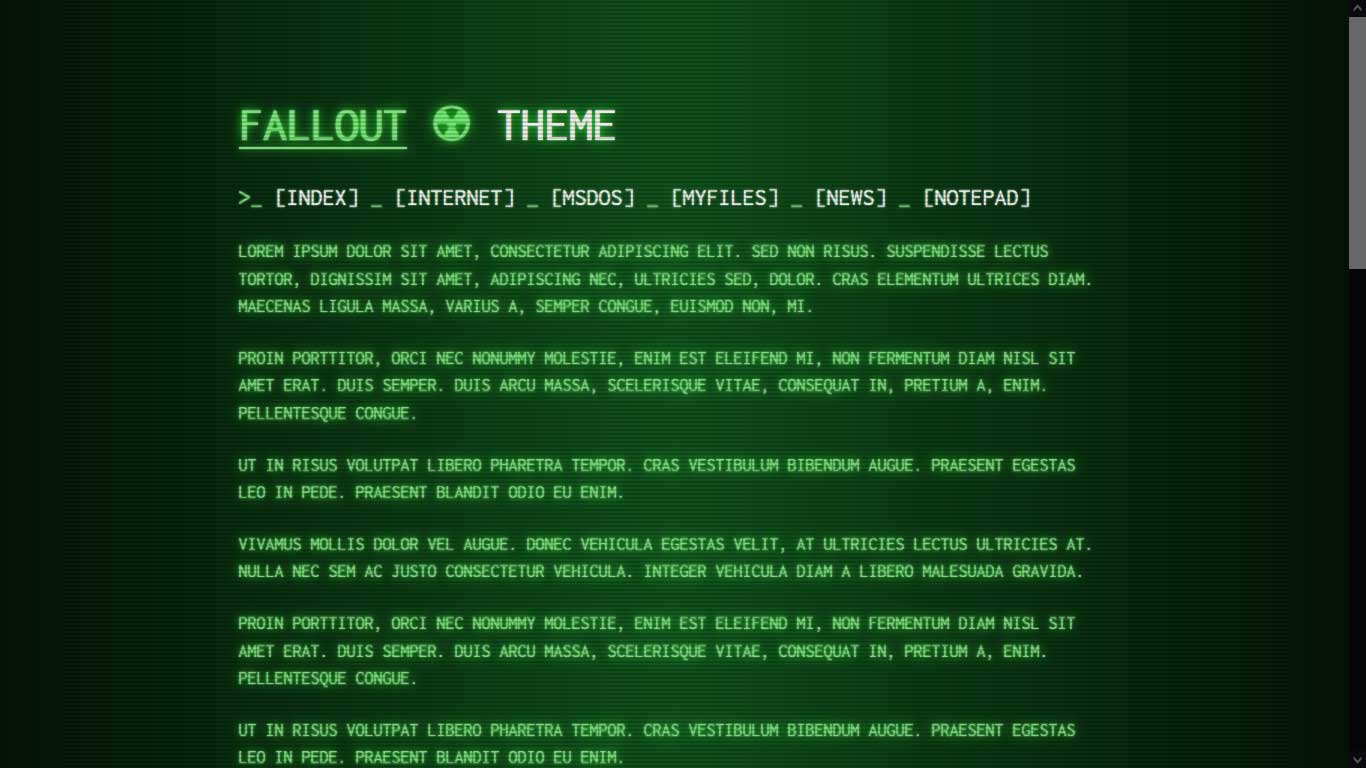 FALLOUT ☢ THEME
>_ [INDEX] _ [INTERNET] _ [MSDOS] _ [MYFILES] _ [NEWS] _ [NOTEPAD]
LOREM IPSUM DOLOR SIT AMET, CONSECTETUR ADIPISCING ELIT. SED NON RISUS. SUSPENDISSE LECTUS
TORTOR, DIGNISSIM SIT AMET, ADIPISCING NEC, ULTRICIES SED, DOLOR. CRAS ELEMENTUM ULTRICES DIAM.
MAECENAS LIGULA MASSA, VARIUS A, SEMPER CONGUE, EUISMOD NON, MI.
PROIN PORTTITOR, ORCI NEC NONUMMY MOLESTIE, ENIM EST ELEIFEND MI, NON FERMENTUM DIAM NISL SIT
AMET ERAT. DUIS SEMPER. DUIS ARCU MASSA, SCELERISQUE VITAE, CONSEQUAT IN, PRETIUM A, ENIM.
PELLENTESQUE CONGUE.
UT IN RISUS VOLUTPAT LIBERO PHARETRA TEMPOR. CRAS VESTIBULUM BIBENDUM AUGUE. PRAESENT EGESTAS
LEO IN PEDE. PRAESENT BLANDIT ODIO EU ENIM.
VIVAMUS MOLLIS DOLOR VEL AUGUE. DONEC VEHICULA EGESTAS VELIT, AT ULTRICIES LECTUS ULTRICIES AT.
NULLA NEC SEM AC JUSTO CONSECTETUR VEHICULA. INTEGER VEHICULA DIAM A LIBERO MALESUADA GRAVIDA.
PROIN PORTTITOR, ORCI NEC NONUMMY MOLESTIE, ENIM EST ELEIFEND MI, NON FERMENTUM DIAM NISL SIT
AMET ERAT. DUIS SEMPER. DUIS ARCU MASSA, SCELERISQUE VITAE, CONSEQUAT IN, PRETIUM A, ENIM.
PELLENTESQUE CONGUE.
UT IN RISUS VOLUTPAT LIBERO PHARETRA TEMPOR. CRAS VESTIBULUM BIBENDUM AUGUE. PRAESENT EGESTAS
LEO IN PEDE. PRAESENT BLANDIT ODIO EU ENIM.